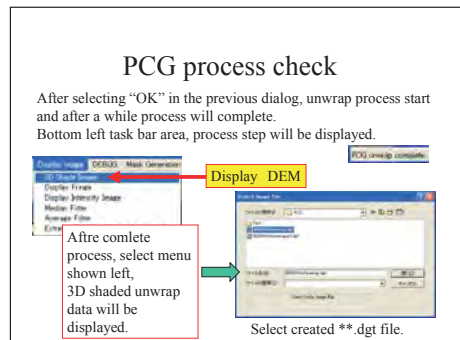 PCG process check
After selecting “OK” in the previous dialog, unwrap process start
and after a while process will complete.
Bottom left task bar area, process step will be displayed.
PCG unwrap complete
Display Image DEBUG Mask Generation
3D Shade Image
Display Fringe
Display Intensity Image
Median Filter
Average Filter
Display DEM
Aftre comlete
process, select menu
shown left,
3D shaded unwrap
data will be
displayed.
Select created **.dgt file.